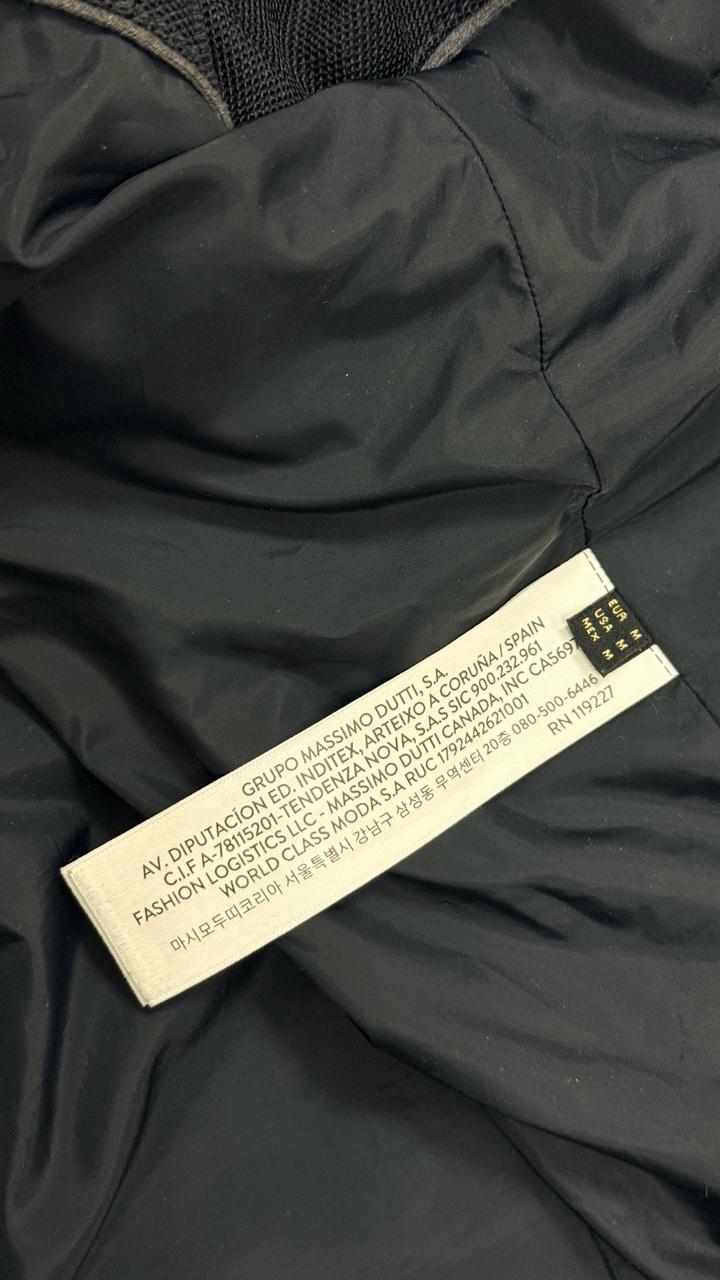 GRUPO MASSIMO DUTTI, S.A.
AV. DIPUTACÍON ED. INDITEX, ARTEIXO A CORUÑA / SPAIN
C.I.F A-78115201-TENDENZA NOVA, S.A.S SIC 900.232.961
FASHION LOGISTICS LLC - MASSIMO DUTTI CANADA, INC CA5697
WORLD CLASS MODA S.A RUC 1792442621001
마시모두띠코리아 서울특별시 강남구 삼성동 무역센터 20층 080-500-6446
RN 119227
EUR M
USA M
MEX M